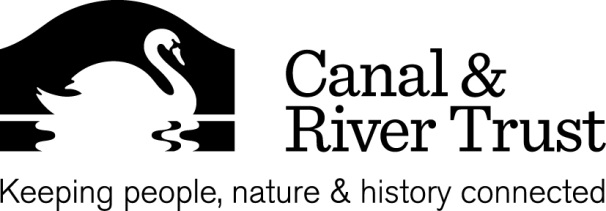 Canal &
River Trust
Keeping people, nature & history connected